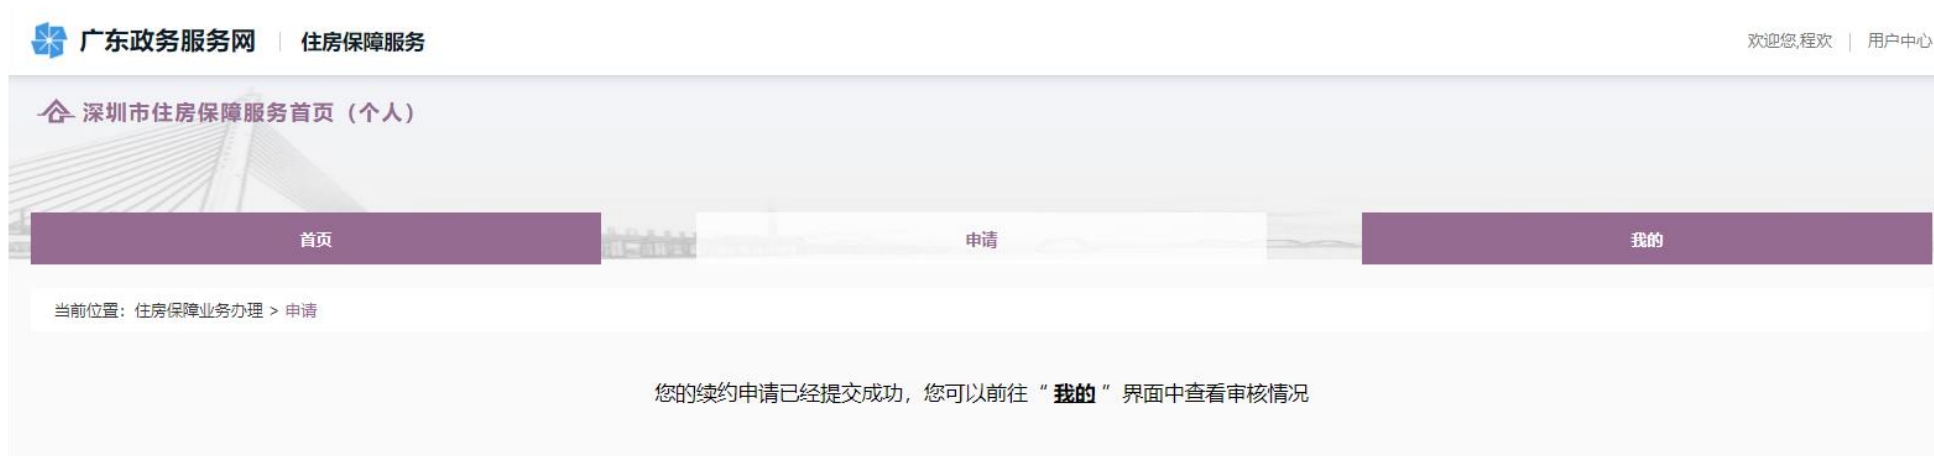 广东政务服务网 | 住房保障服务
欢迎您,程欢 | 用户中心
深圳市住房保障服务首页（个人）
首页
申请
我的
当前位置：住房保障业务办理 > 申请
您的续约申请已经提交成功，您可以前往“我的”界面中查看审核情况